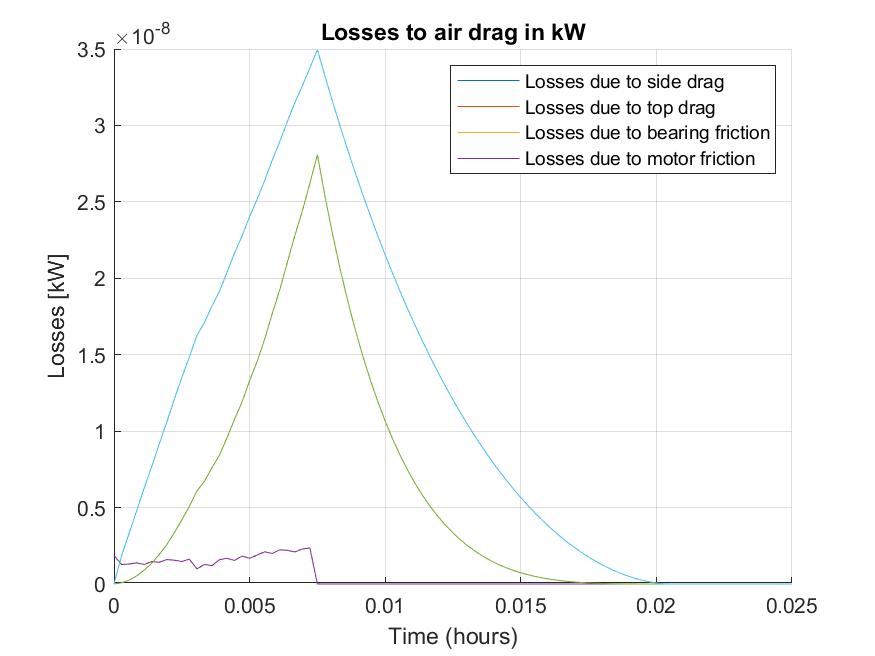 ×10-8
Losses to air drag in kW
3.5
3
2.5
2
1.5
1
0.5
0
Losses [kW]
Losses due to side drag
Losses due to top drag
Losses due to bearing friction
Losses due to motor friction
0 0.005 0.01 0.015 0.02 0.025
Time (hours)